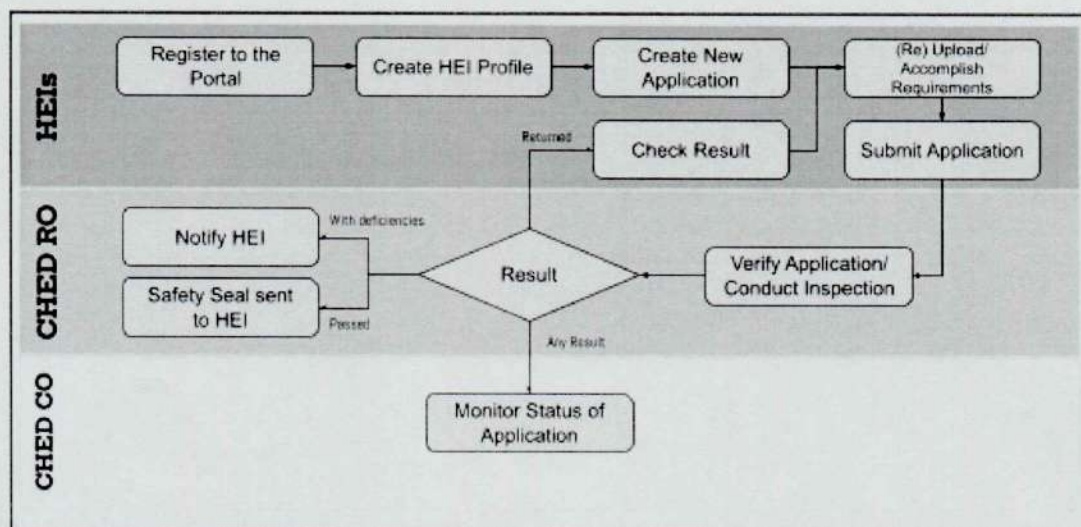 HEIs
Register to the
Portal
Create HEI Profile
Create New
Application
(Re) Upload/
Accomplish
Requirements
Returned
Check Result
Submit Application
CHED RO
Notify HEI
With deficiencies
Safety Seal sent
to HEI
Passed
Result
Verify Application/
Conduct Inspection
Any Result
CHED CO
Monitor Status of
Application